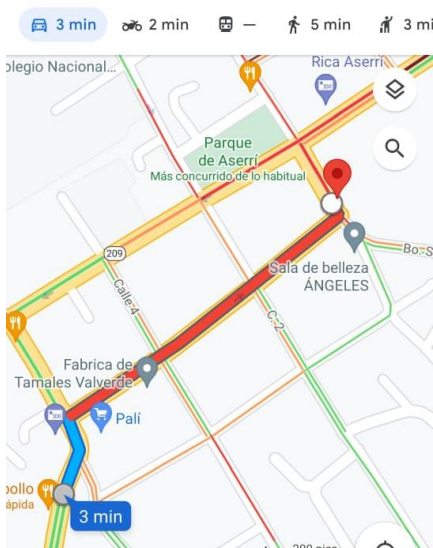 3 min
2 min
—
5 min
3 mi
olegio Nacional...
Rica Aserrí
Parque
de Aserrí
Más concurrido de lo habitual
209
Bo. S
Sala de belleza
ÁNGELES
Calle 4
C. 2
Fabrica de
Tamales Valverde
Palí
pollo
ápida
3 min